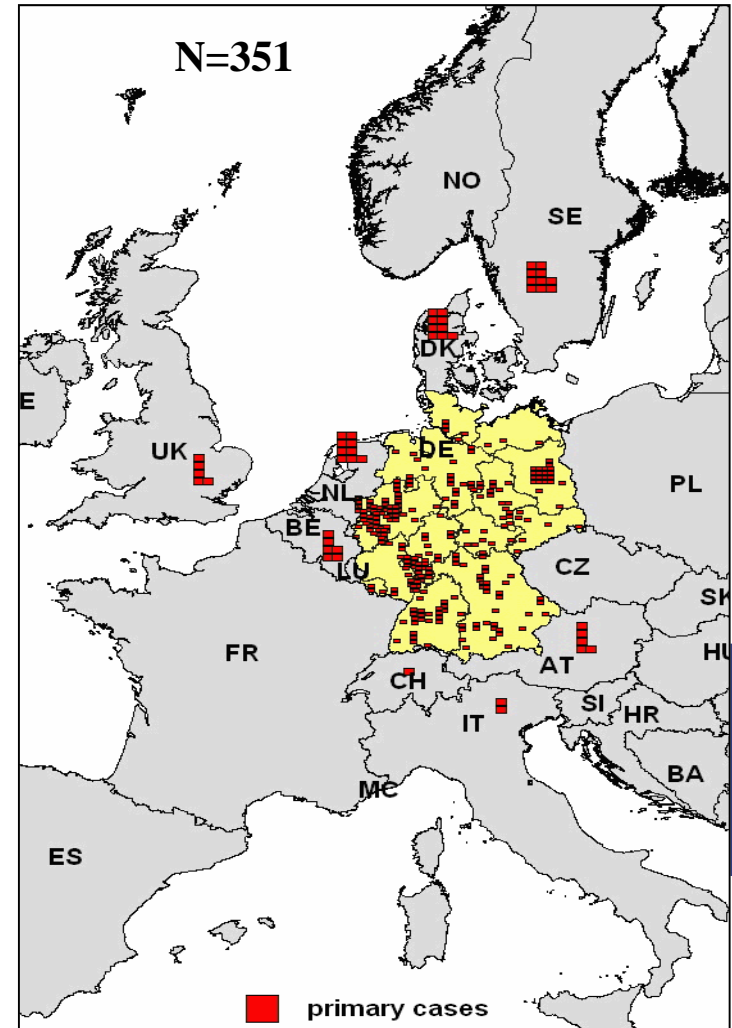 N=351
NO
SE
DK
E
UK
DE
NL
PL
BE
LU
CZ
SK
FR
AT
HU
CH
SI
HR
IT
BA
MC
ES
primary cases